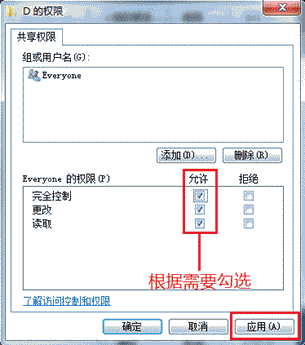 D 的权限
共享权限
组或用户名(G):
Everyone
添加(D)...
删除(R)
Everyone 的权限(P)
允许
拒绝
完全控制
更改
读取
根据需要勾选
了解访问控制和权限
确定
取消
应用(A)